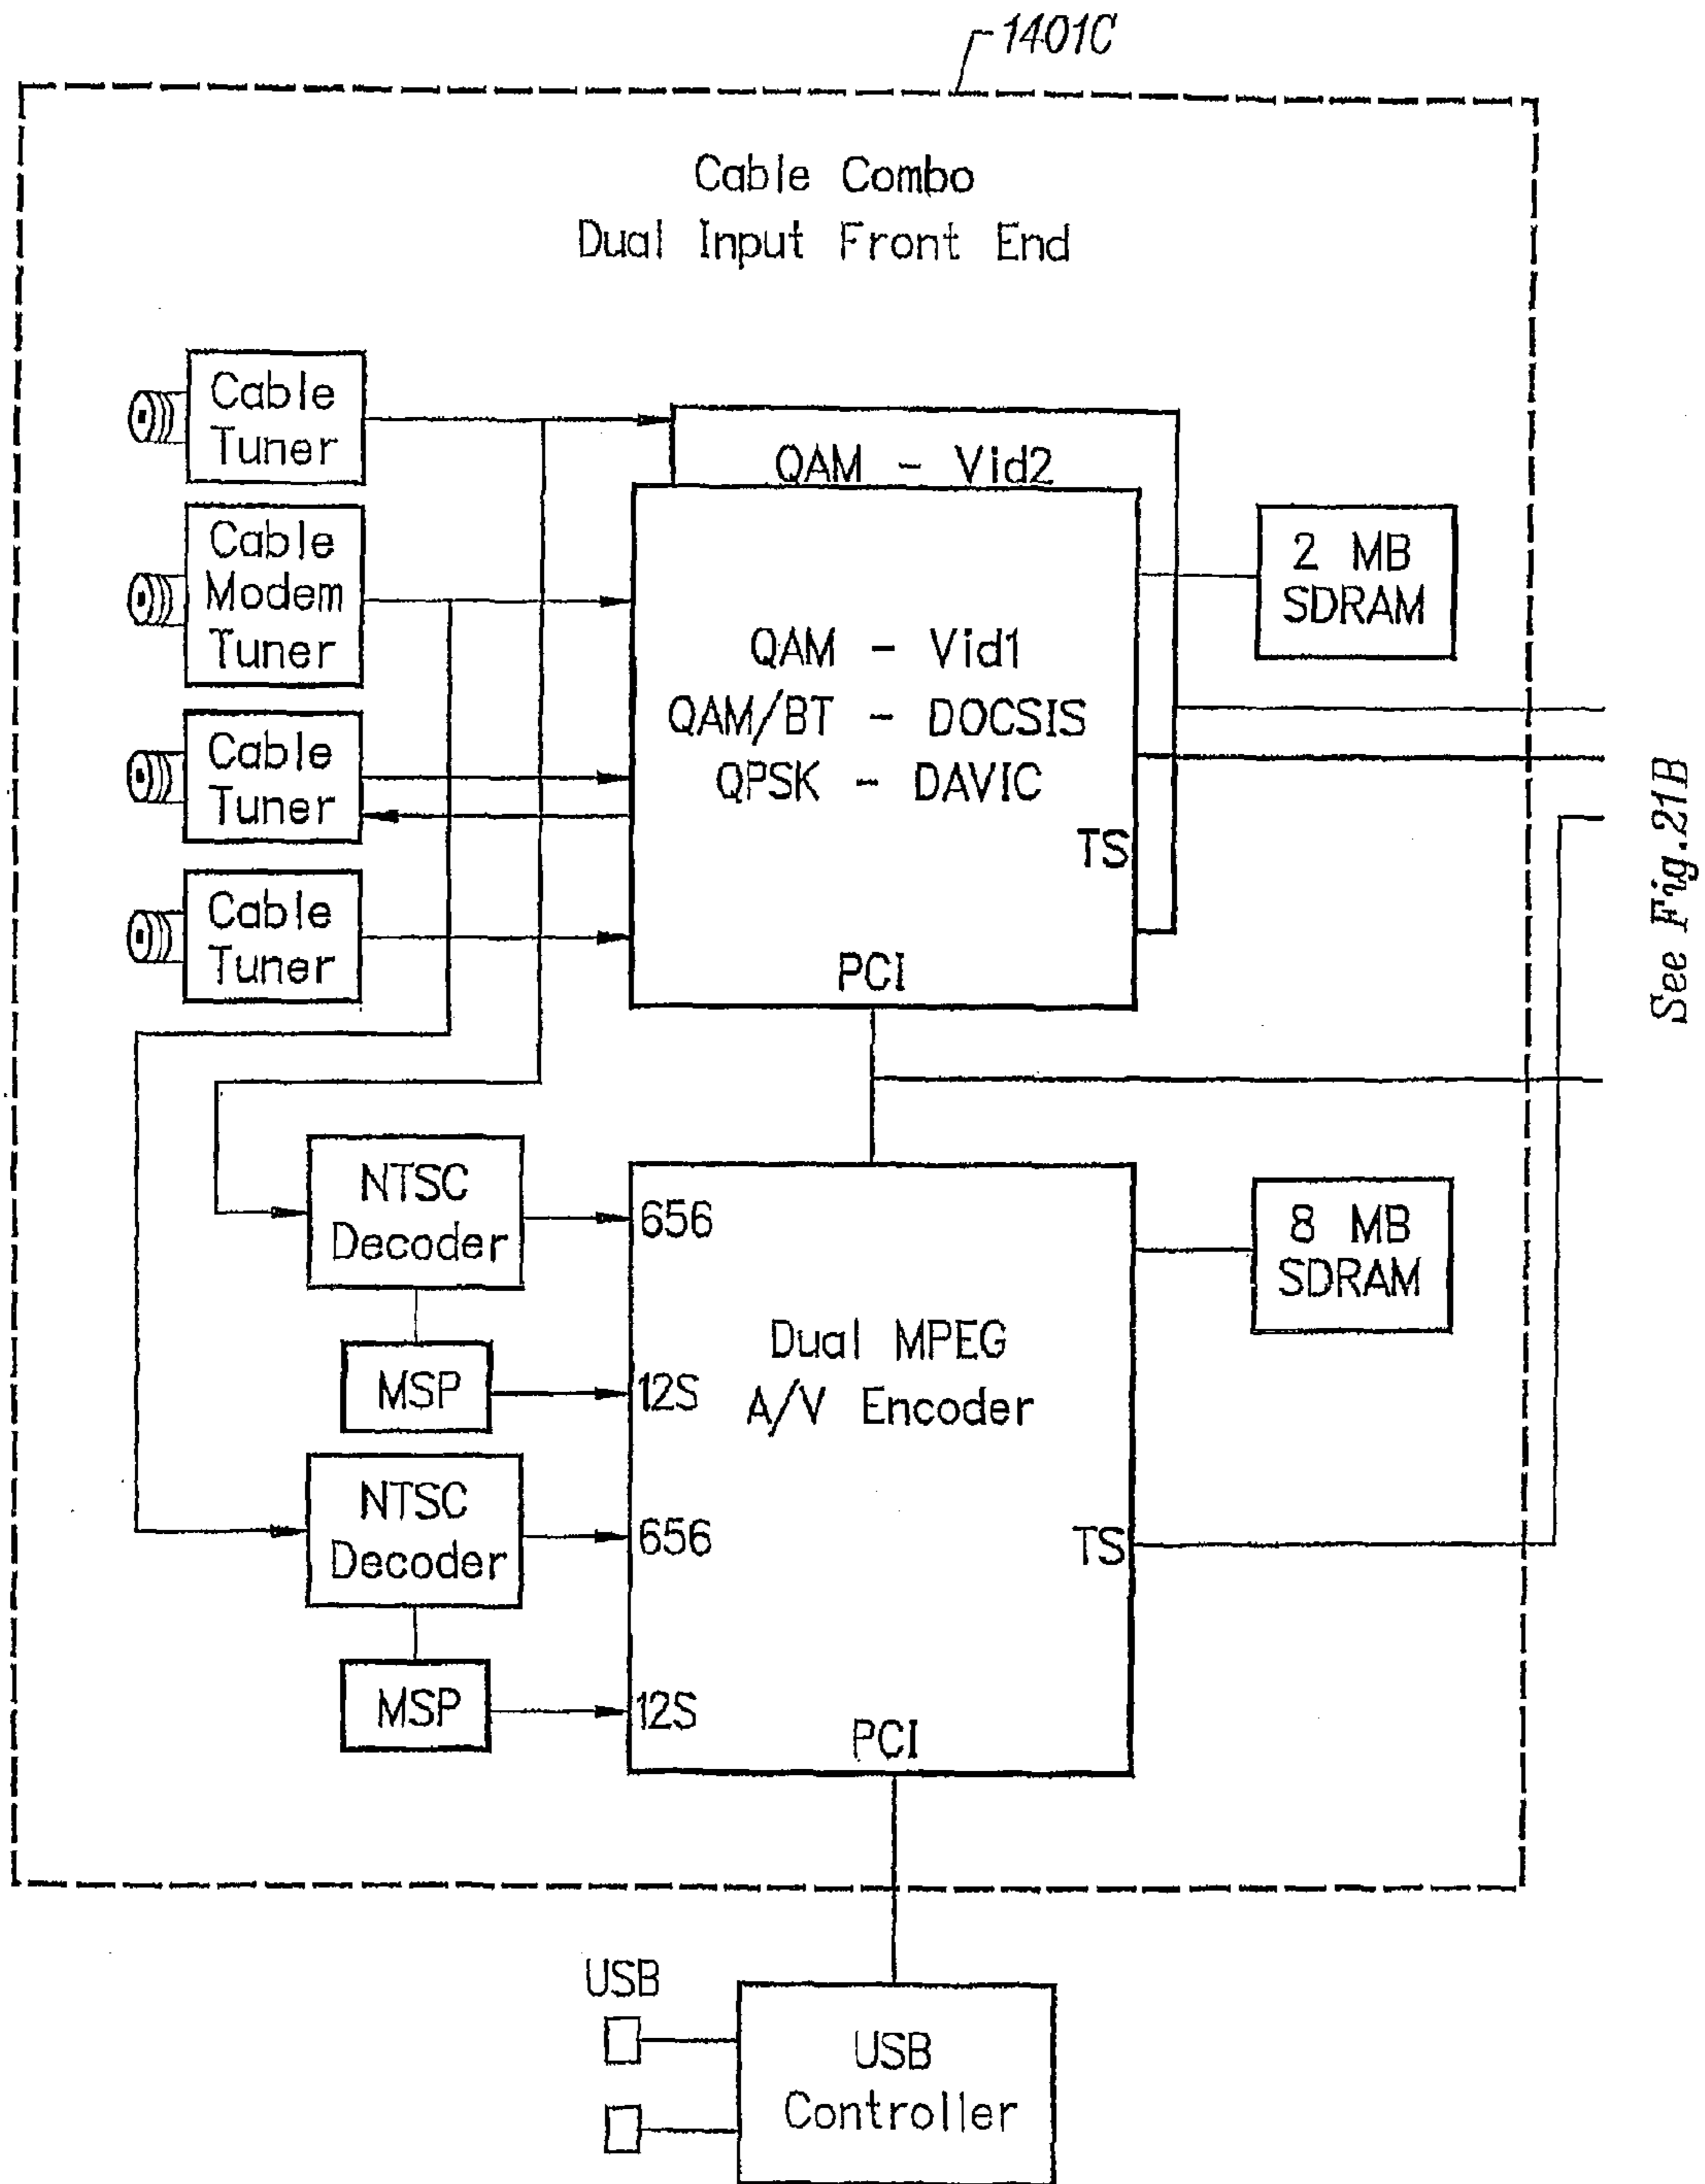 1401C
Cable Combo
Dual Input Front End
Cable
Tuner
QAM - Vid2
Cable
Modem
Tuner
2 MB
SDRAM
QAM - Vid1
QAM/BT - DOCSIS
QPSK - DAVIC
Cable
Tuner
TS
Cable
Tuner
PCI
See Fig.21B
NTSC
Decoder
656
8 MB
SDRAM
Dual MPEG
A/V Encoder
MSP
12S
NTSC
Decoder
656
TS
MSP
12S
PCI
USB
USB
Controller